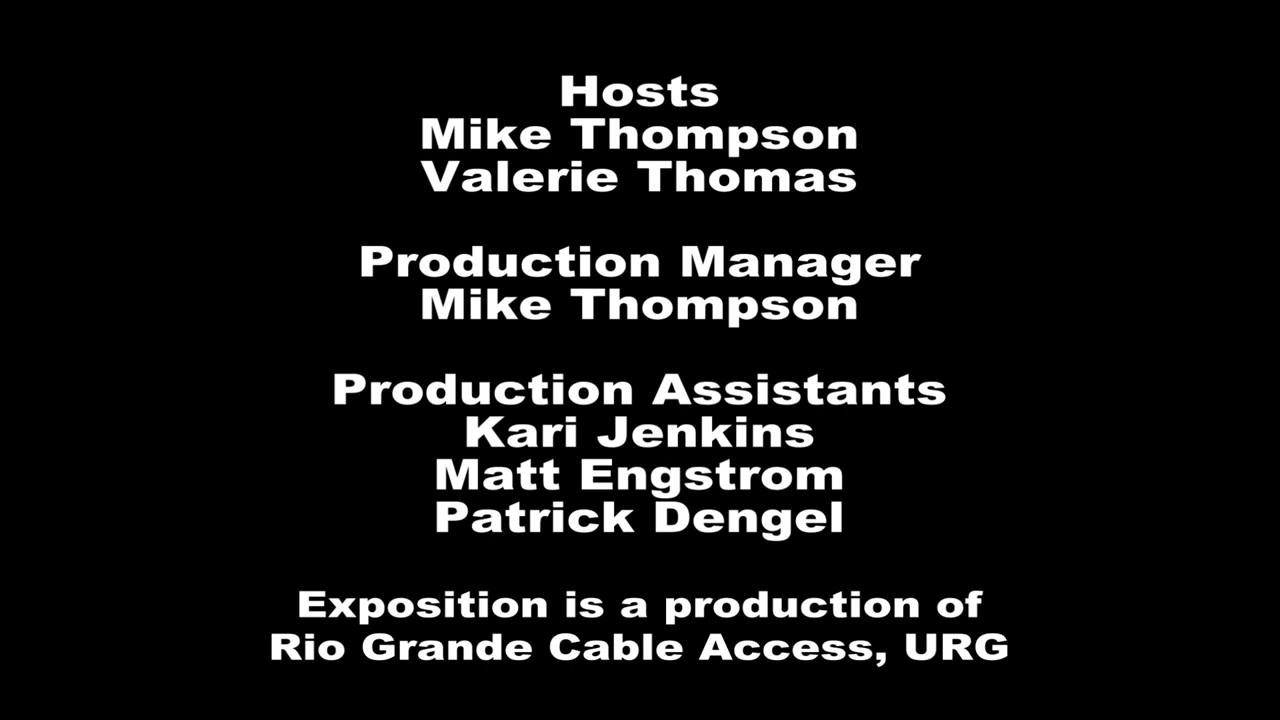 Hosts
Mike Thompson
Valerie Thomas
Production Manager
Mike Thompson
Production Assistants
Kari Jenkins
Matt Engstrom
Patrick Dengel
Exposition is a production of
Rio Grande Cable Access, URG